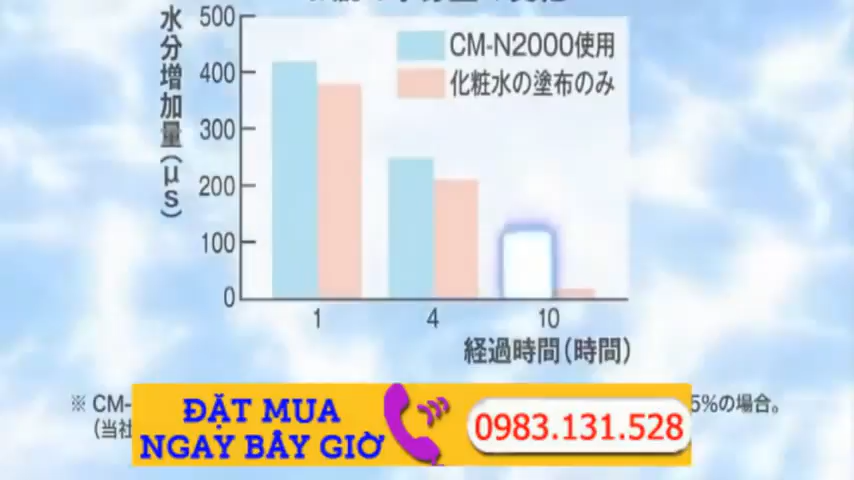 水分増加量(μs)
500
400
300
200
100
0
CM-N2000使用
化粧水の塗布のみ
1 4 10
経過時間(時間)
※ CM- 5%の場合。
(当社
ĐẶT MUA
NGAY BÂY GIỜ
0983.131.528